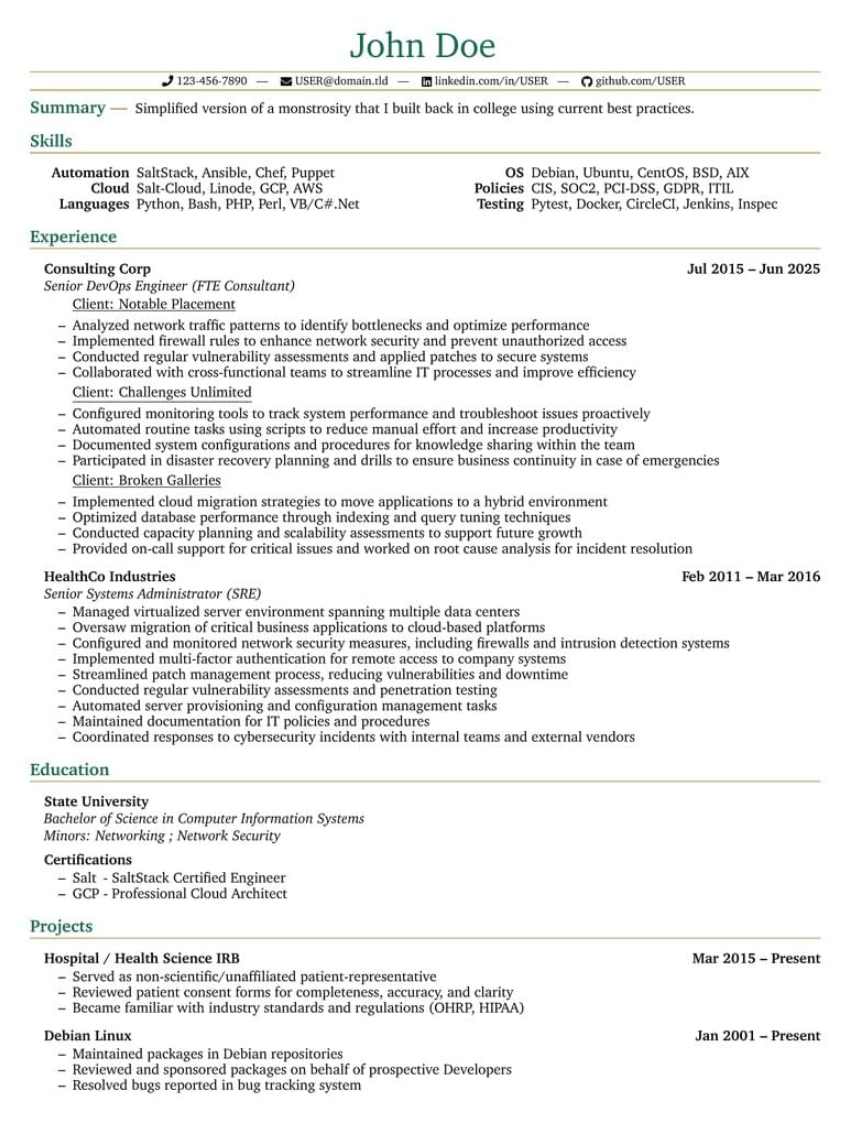 John Doe
123-456-7890 — USER@domain.tld — linkedin.com/in/USER — github.com/USER
Summary — Simplified version of a monstrosity that I built back in college using current best practices.
Skills
Automation SaltStack, Ansible, Chef, Puppet
Cloud Salt-Cloud, Linode, GCP, AWS
Languages Python, Bash, PHP, Perl, VB/C#.Net
OS Debian, Ubuntu, CentOS, BSD, AIX
Policies CIS, SOC2, PCI-DSS, GDPR, ITIL
Testing Pytest, Docker, CircleCI, Jenkins, Inspec
Experience
Consulting Corp Jul 2015 – Jun 2025
Senior DevOps Engineer (FTE Consultant)
Client: Notable Placement
– Analyzed network traffic patterns to identify bottlenecks and optimize performance
– Implemented firewall rules to enhance network security and prevent unauthorized access
– Conducted regular vulnerability assessments and applied patches to secure systems
– Collaborated with cross-functional teams to streamline IT processes and improve efficiency
Client: Challenges Unlimited
– Configured monitoring tools to track system performance and troubleshoot issues proactively
– Automated routine tasks using scripts to reduce manual effort and increase productivity
– Documented system configurations and procedures for knowledge sharing within the team
– Participated in disaster recovery planning and drills to ensure business continuity in case of emergencies
Client: Broken Galleries
– Implemented cloud migration strategies to move applications to a hybrid environment
– Optimized database performance through indexing and query tuning techniques
– Conducted capacity planning and scalability assessments to support future growth
– Provided on-call support for critical issues and worked on root cause analysis for incident resolution
HealthCo Industries Feb 2011 – Mar 2016
Senior Systems Administrator (SRE)
– Managed virtualized server environment spanning multiple data centers
– Oversaw migration of critical business applications to cloud-based platforms
– Configured and monitored network security measures, including firewalls and intrusion detection systems
– Implemented multi-factor authentication for remote access to company systems
– Streamlined patch management process, reducing vulnerabilities and downtime
– Conducted regular vulnerability assessments and penetration testing
– Automated server provisioning and configuration management tasks
– Maintained documentation for IT policies and procedures
– Coordinated responses to cybersecurity incidents with internal teams and external vendors
Education
State University
Bachelor of Science in Computer Information Systems
Minors: Networking ; Network Security
Certifications
– Salt - SaltStack Certified Engineer
– GCP - Professional Cloud Architect
Projects
Hospital / Health Science IRB Mar 2015 – Present
– Served as non-scientific/unaffiliated patient-representative
– Reviewed patient consent forms for completeness, accuracy, and clarity
– Became familiar with industry standards and regulations (OHRP, HIPAA)
Debian Linux Jan 2001 – Present
– Maintained packages in Debian repositories
– Reviewed and sponsored packages on behalf of prospective Developers
– Resolved bugs reported in bug tracking system